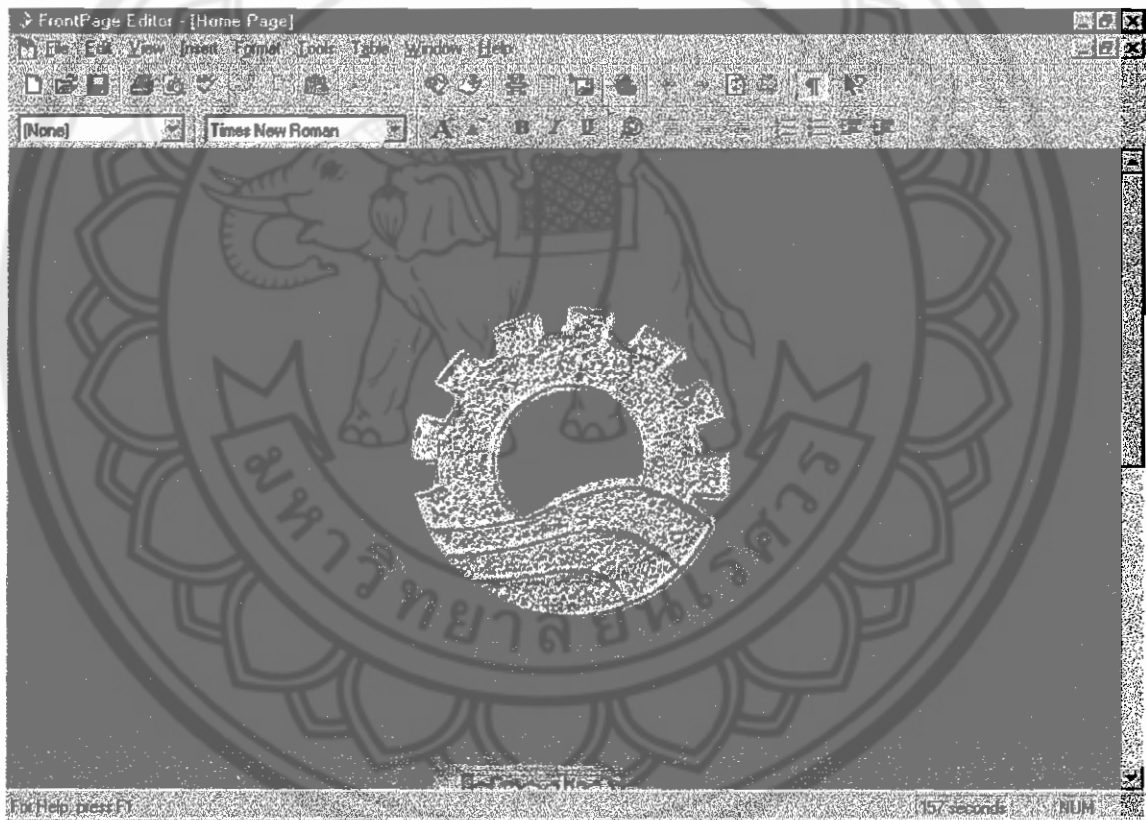 FrontPage Editor - [Home Page]
File Edit View Insert Format Tools Table Window Help
(None) Times New Roman A A B I U
มหาวิทยาลัยนเรศวร
For Help, press F1 157 seconds NUM